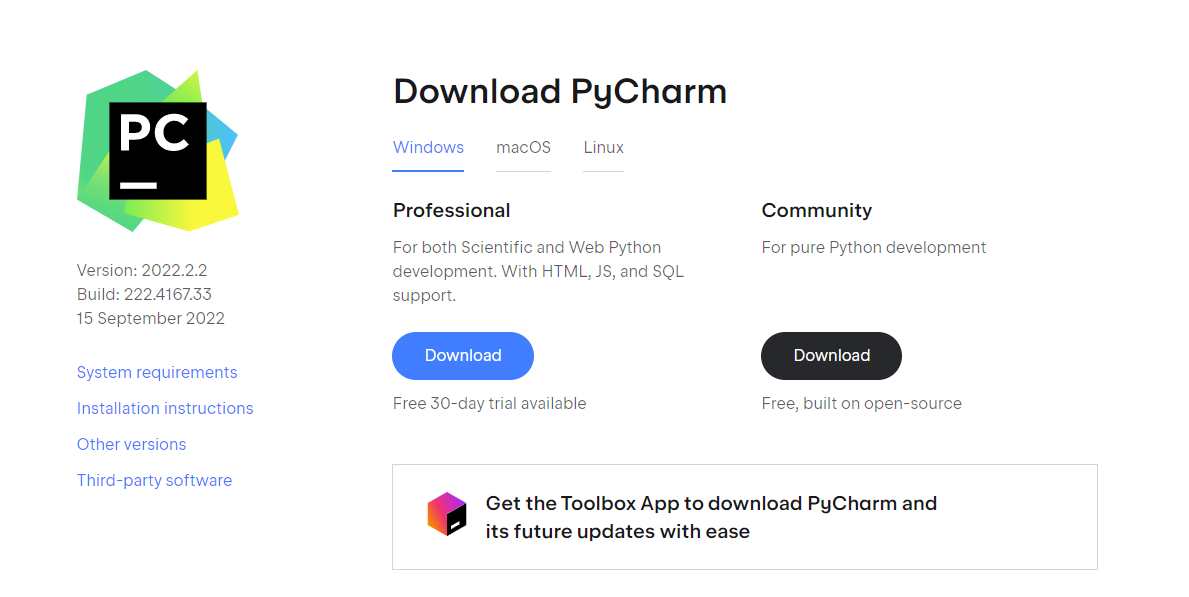 PC
Version: 2022.2.2
Build: 222.4167.33
15 September 2022
System requirements
Installation instructions
Other versions
Third-party software
Download PyCharm
Windows macOS Linux
Professional
For both Scientific and Web Python
development. With HTML, JS, and SQL
support.
Download
Free 30-day trial available
Community
For pure Python development
Download
Free, built on open-source
Get the Toolbox App to download PyCharm and
its future updates with ease